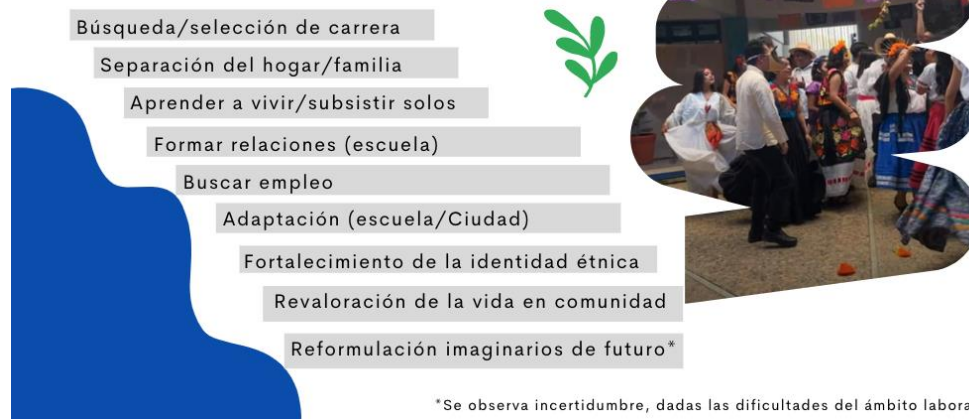 Búsqueda/selección de carrera
Separación del hogar/familia
Aprender a vivir/subsistir solos
Formar relaciones (escuela)
Buscar empleo
Adaptación (escuela/Ciudad)
Fortalecimiento de la identidad étnica
Revaloración de la vida en comunidad
Reformulación imaginarios de futuro*
*Se observa incertidumbre, dadas las dificultades del ámbito labora